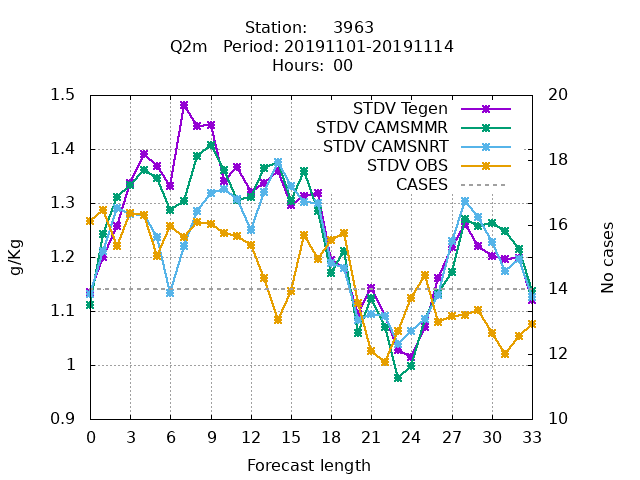 Station: 3963
Q2m Period: 20191101-20191114
Hours: 00
1.5
1.4
1.3
1.2
1.1
1
0.9
g/Kg
STDV Tegen
STDV CAMSMMR
STDV CAMSNRT
STDV OBS
CASES
20
18
16
14
12
10
No cases
0 3 6 9 12 15 18 21 24 27 30 33
Forecast length